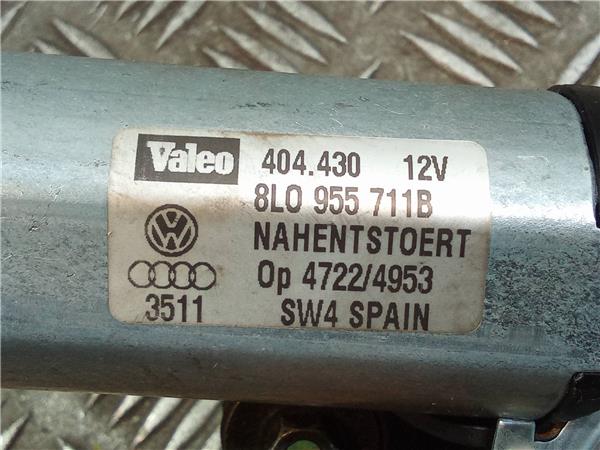 Valeo 404.430 12V
8L0 955 711B
NAHENTSTOERT
Op 4722/4953
3511 SW4 SPAIN